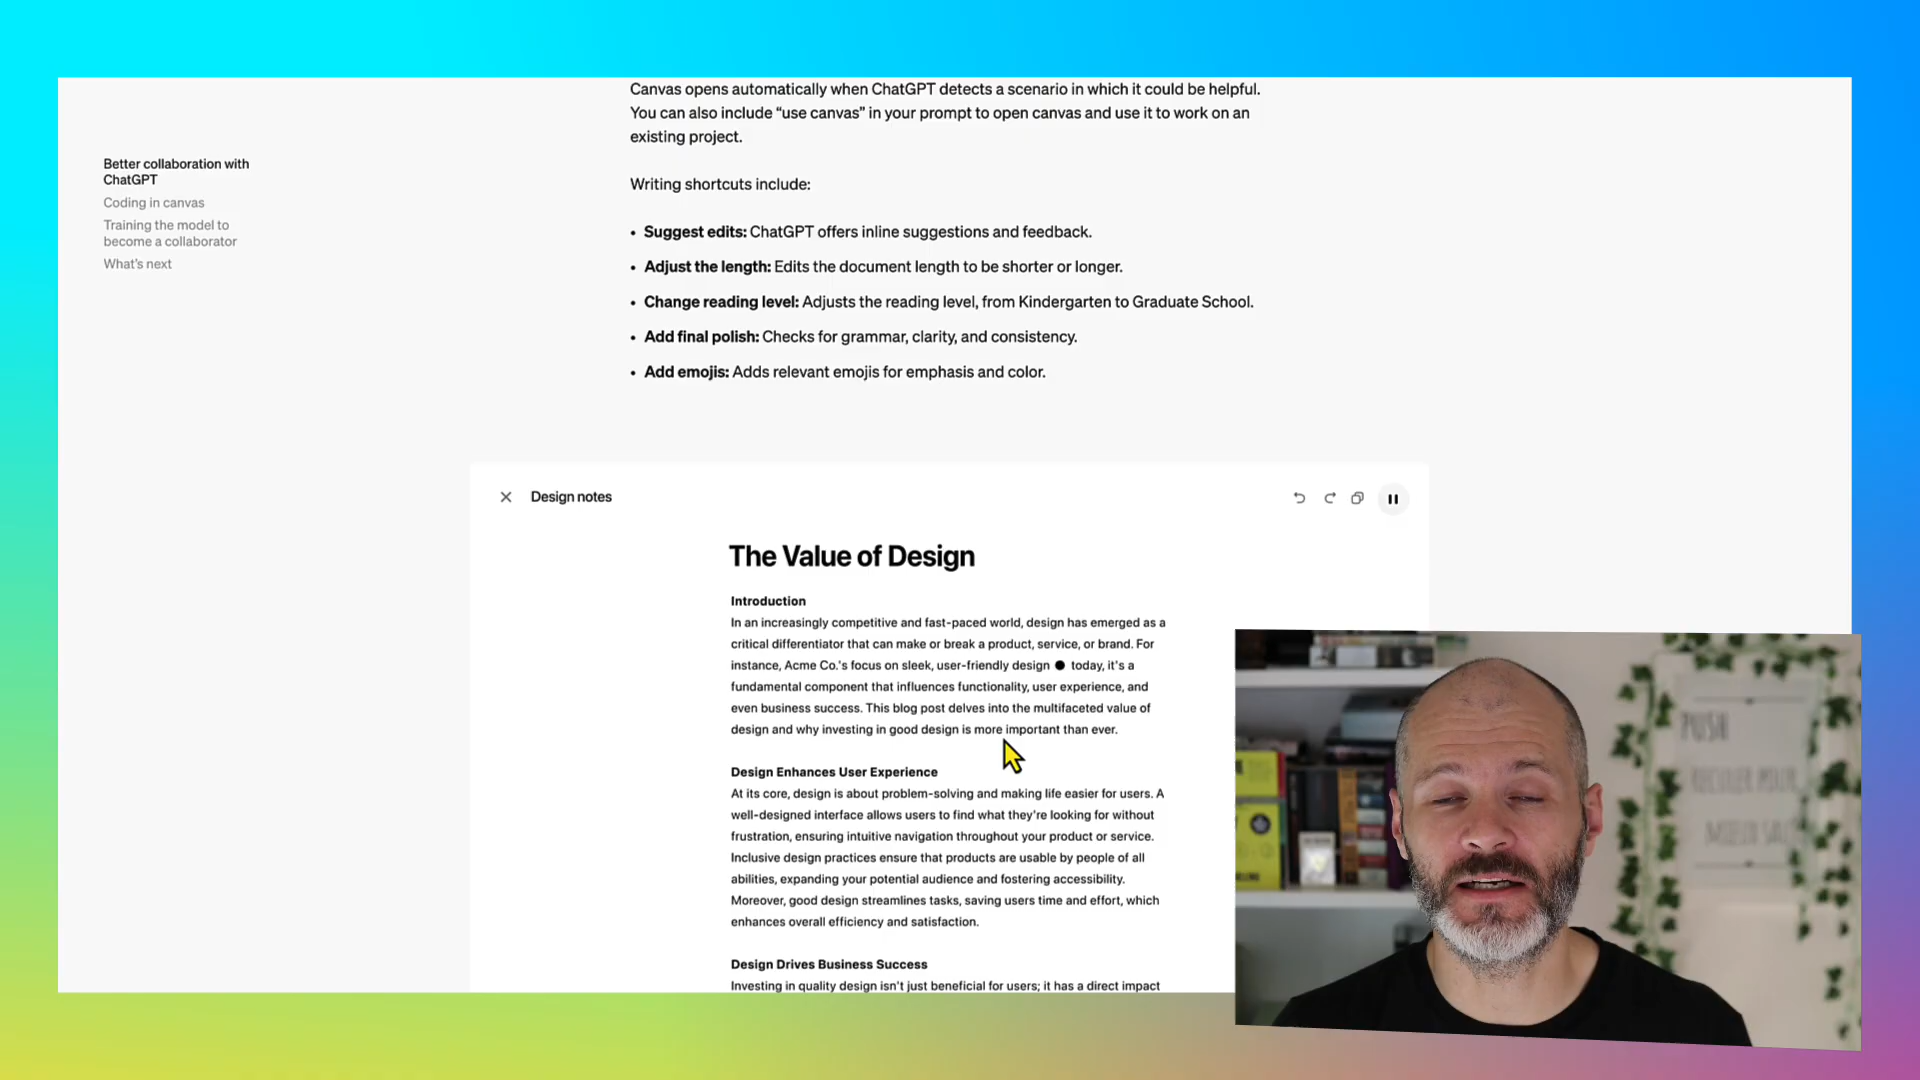 Canvas opens automatically when ChatGPT detects a scenario in which it could be helpful.
You can also include “use canvas” in your prompt to open canvas and use it to work on an
existing project.
Better collaboration with
ChatGPT
Coding in canvas
Training the model to
become a collaborator
What’s next
Writing shortcuts include:
• Suggest edits: ChatGPT offers inline suggestions and feedback.
• Adjust the length: Edits the document length to be shorter or longer.
• Change reading level: Adjusts the reading level, from Kindergarten to Graduate School.
• Add final polish: Checks for grammar, clarity, and consistency.
• Add emojis: Adds relevant emojis for emphasis and color.
Design notes
The Value of Design
Introduction
In an increasingly competitive and fast-paced world, design has emerged as a
critical differentiator that can make or break a product, service, or brand. For
instance, Acme Co.'s focus on sleek, user-friendly design ● today, it's a
fundamental component that influences functionality, user experience, and
even business success. This blog post delves into the multifaceted value of
design and why investing in good design is more important than ever.
Design Enhances User Experience
At its core, design is about problem-solving and making life easier for users. A
well-designed interface allows users to find what they're looking for without
frustration, ensuring intuitive navigation throughout your product or service.
Inclusive design practices ensure that products are usable by people of all
abilities, expanding your potential audience and fostering accessibility.
Moreover, good design streamlines tasks, saving users time and effort, which
enhances overall efficiency and satisfaction.
Design Drives Business Success
Investing in quality design isn't just beneficial for users; it has a direct impact
PUSH